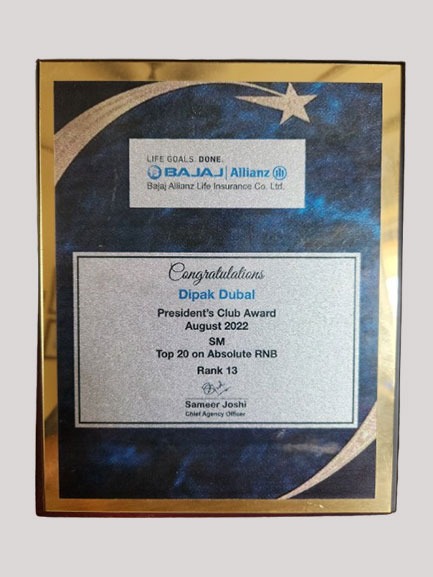 LIFE GOALS. DONE.
BAJAJ | Allianz
Bajaj Allianz Life Insurance Co. Ltd.
Congratulations
Dipak Dubal
President's Club Award
August 2022
SM
Top 20 on Absolute RNB
Rank 13
Sameer Joshi
Chief Agency Officer